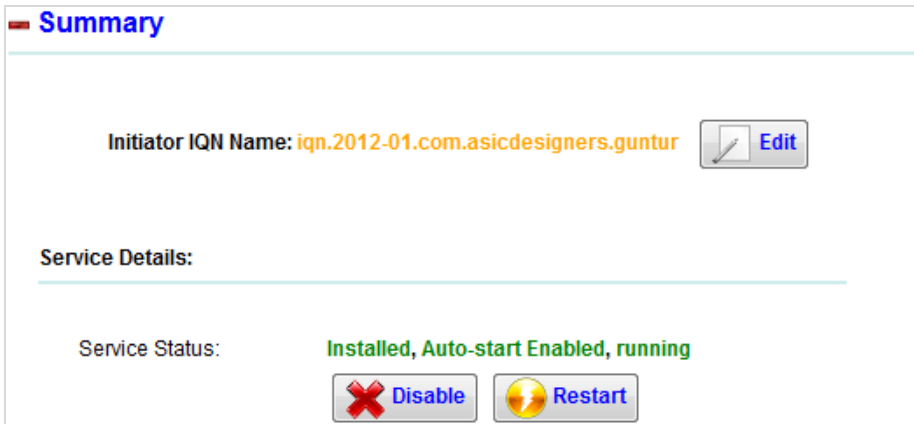 Summary
Initiator IQN Name: iqn.2012-01.com.asicdesigners.guntur Edit
Service Details:
Service Status: Installed, Auto-start Enabled, running
Disable Restart